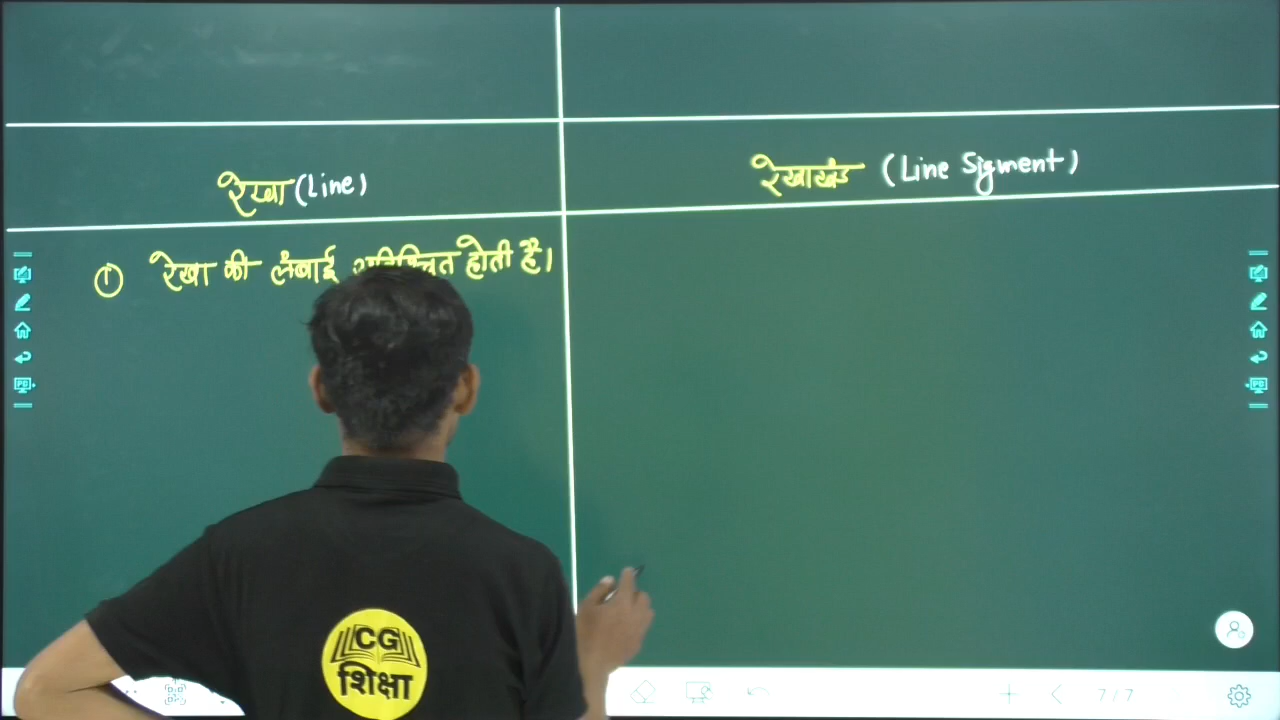 रेखा (Line)
रेखाखंड (Line Sigment)
① रेखा की लंबाई होती है।
CG
शिक्षा
7/7